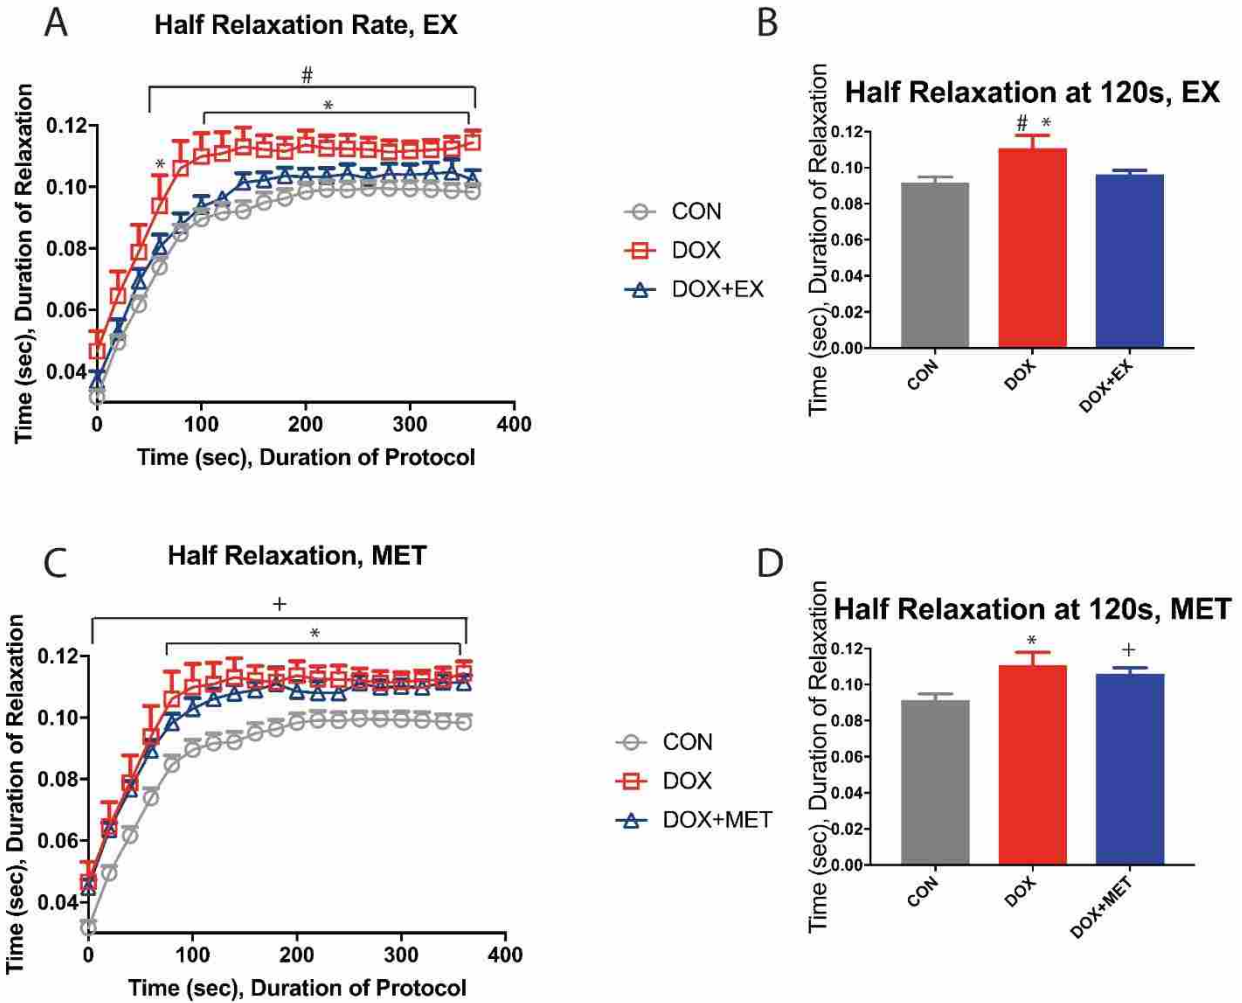 A
Half Relaxation Rate, EX
#
*
*
Time (sec), Duration of Relaxation
0.12
0.10
0.08
0.06
0.04
0
100
200
300
400
Time (sec), Duration of Protocol
CON
DOX
DOX+EX
B
Half Relaxation at 120s, EX
# *
Time (sec), Duration of Relaxation
0.12
0.10
0.08
0.06
0.04
0.02
0.00
CON
DOX
DOX+EX
C
Half Relaxation, MET
+
*
Time (sec), Duration of Relaxation
0.12
0.10
0.08
0.06
0.04
0
100
200
300
400
Time (sec), Duration of Protocol
CON
DOX
DOX+MET
D
Half Relaxation at 120s, MET
*
+
Time (sec), Duration of Relaxation
0.12
0.10
0.08
0.06
0.04
0.02
0.00
CON
DOX
DOX+MET